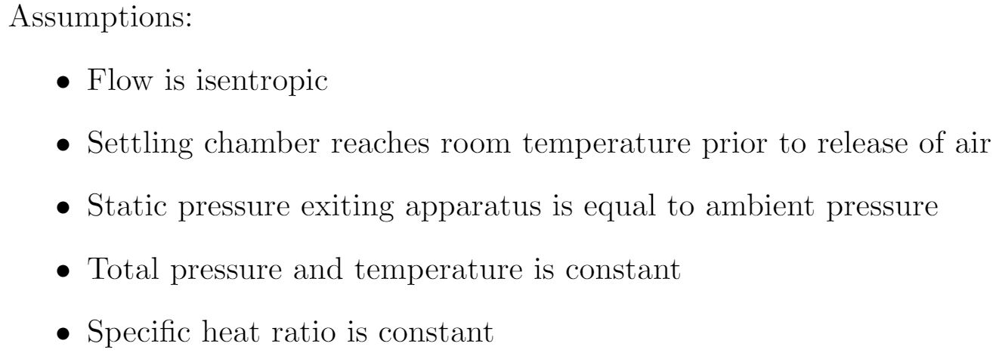 Assumptions:
• Flow is isentropic
• Settling chamber reaches room temperature prior to release of air
• Static pressure exiting apparatus is equal to ambient pressure
• Total pressure and temperature is constant
• Specific heat ratio is constant